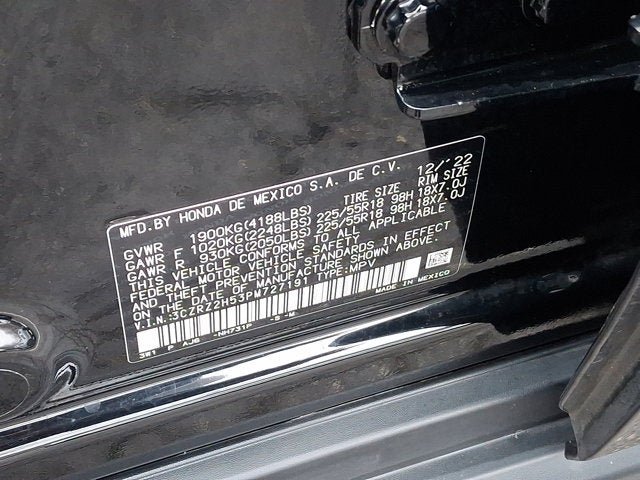 MFD. BY HONDA DE MEXICO S.A. DE C.V. 12/'22
TIRE SIZE RIM SIZE
GVWR 1900KG(4188LBS)
GAWR F 1020KG(2248LBS) 225/55R18 98H 18X7.0J
GAWR R 930KG(2050LBS) 225/55R18 98H 18X7.0J
THIS VEHICLE CONFORMS TO ALL APPLICABLE
FEDERAL MOTOR VEHICLE SAFETY
THEFT PREVENTION STANDARDS IN EFFECT
DATE OF MANUFACTURE SHOWN ABOVE.
V.I.N.:3CZRZ2H53PM727191 TYPE:MPV
3W1 P AJ6 -NH731P -B -M- MADE IN MEXICO